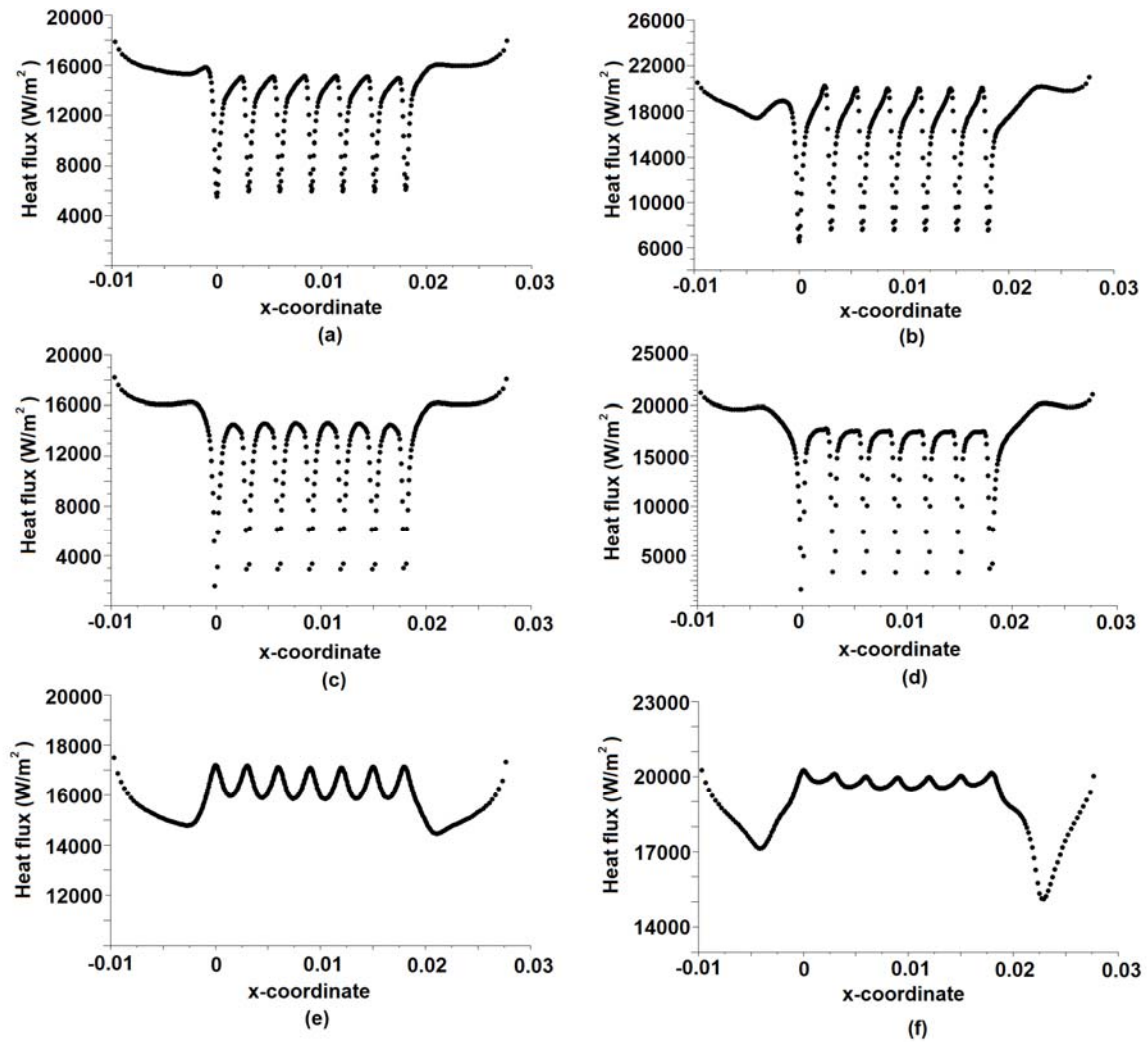 20000
16000
12000
8000
4000
Heat flux (W/m²)
-0.01 0 0.01 0.02 0.03
x-coordinate
(a)
26000
22000
18000
14000
10000
6000
Heat flux (W/m²)
-0.01 0 0.01 0.02 0.03
x-coordinate
(b)
20000
16000
12000
8000
4000
Heat flux (W/m²)
-0.01 0 0.01 0.02 0.03
x-coordinate
(c)
25000
20000
15000
10000
5000
Heat flux (W/m²)
-0.01 0 0.01 0.02 0.03
x-coordinate
(d)
20000
18000
16000
14000
12000
Heat flux (W/m²)
-0.01 0 0.01 0.02 0.03
x-coordinate
(e)
23000
20000
17000
14000
Heat flux (W/m²)
-0.01 0 0.01 0.02 0.03
x-coordinate
(f)